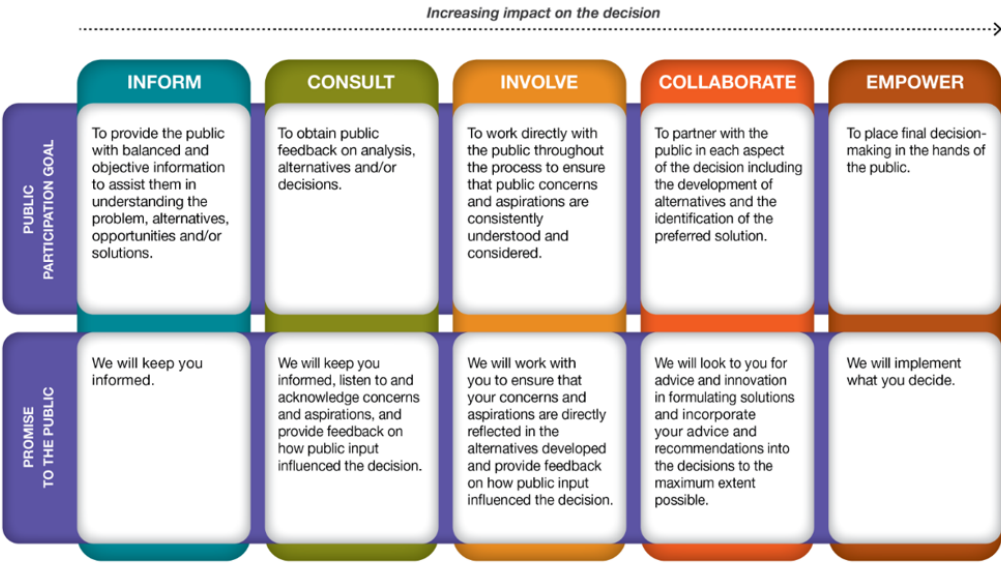 Increasing impact on the decision
INFORM
CONSULT
INVOLVE
COLLABORATE
EMPOWER
PUBLIC
PARTICIPATION GOAL
To provide the public
with balanced and
objective information
to assist them in
understanding the
problem, alternatives,
opportunities and/or
solutions.
To obtain public
feedback on analysis,
alternatives and/or
decisions.
To work directly with
the public throughout
the process to ensure
that public concerns
and aspirations are
consistently
understood and
considered.
To partner with the
public in each aspect
of the decision including
the development of
alternatives and the
identification of the
preferred solution.
To place final decision-
making in the hands of
the public.
PROMISE
TO THE PUBLIC
We will keep you
informed.
We will keep you
informed, listen to and
acknowledge concerns
and aspirations, and
provide feedback on
how public input
influenced the decision.
We will work with
you to ensure that
your concerns and
aspirations are directly
reflected in the
alternatives developed
and provide feedback
on how public input
influenced the decision.
We will look to you for
advice and innovation
in formulating solutions
and incorporate
your advice and
recommendations into
the decisions to the
maximum extent
possible.
We will implement
what you decide.